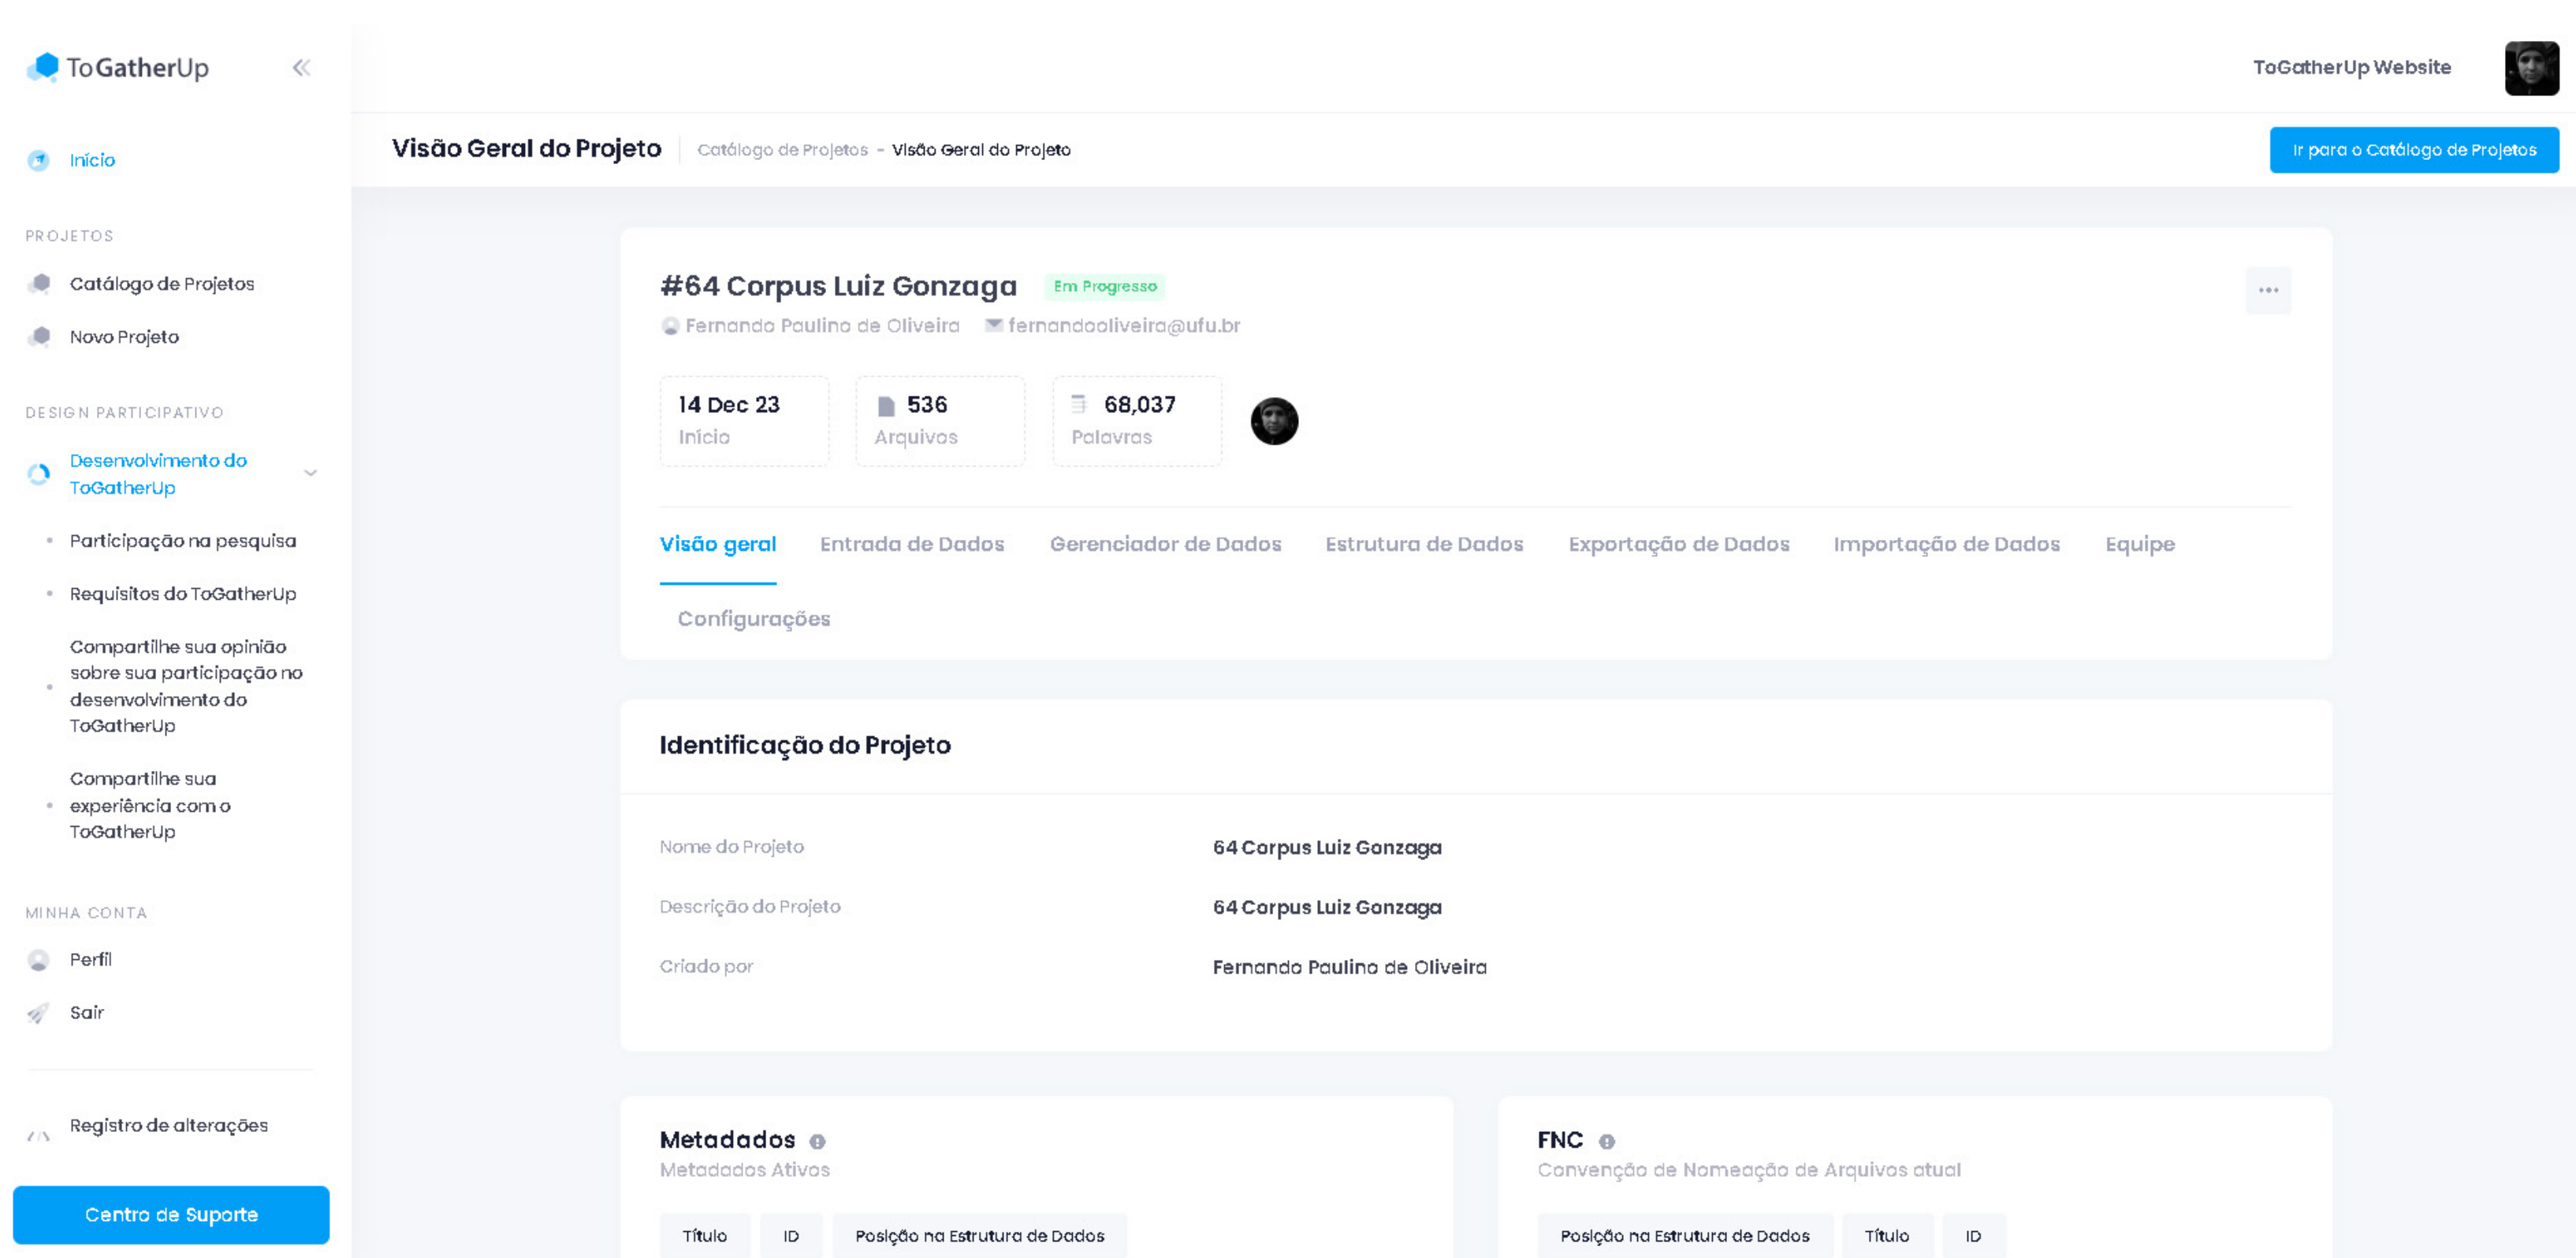 ToGatherUp
Início
PROJETOS
Catálogo de Projetos
Novo Projeto
DESIGN PARTICIPATIVO
Desenvolvimento do
ToGatherUp
Participação na pesquisa
Requisitos do ToGatherUp
Compartilhe sua opinião
sobre sua participação no
desenvolvimento do
ToGatherUp
Compartilhe sua
experiência com o
ToGatherUp
MINHA CONTA
Perfil
Sair
Registro de alterações
Centro de Suporte
ToGatherUp Website
Visão Geral do Projeto
Catálogo de Projetos - Visão Geral do Projeto
Ir para o Catálogo de Projetos
#64 Corpus Luiz Gonzaga Em Progresso
Fernando Paulino de Oliveira fernandooliveira@ufu.br
14 Dec 23
Início
536
Arquivos
68,037
Palavras
Visão geral Entrada de Dados Gerenciador de Dados Estrutura de Dados Exportação de Dados Importação de Dados Equipe
Configurações
Identificação do Projeto
Nome do Projeto 64 Corpus Luiz Gonzaga
Descrição do Projeto 64 Corpus Luiz Gonzaga
Criado por Fernando Paulino de Oliveira
Metadados
Metadados Ativos
Título ID Posição na Estrutura de Dados
FNC
Convenção de Nomeação de Arquivos atual
Posição na Estrutura de Dados Título ID